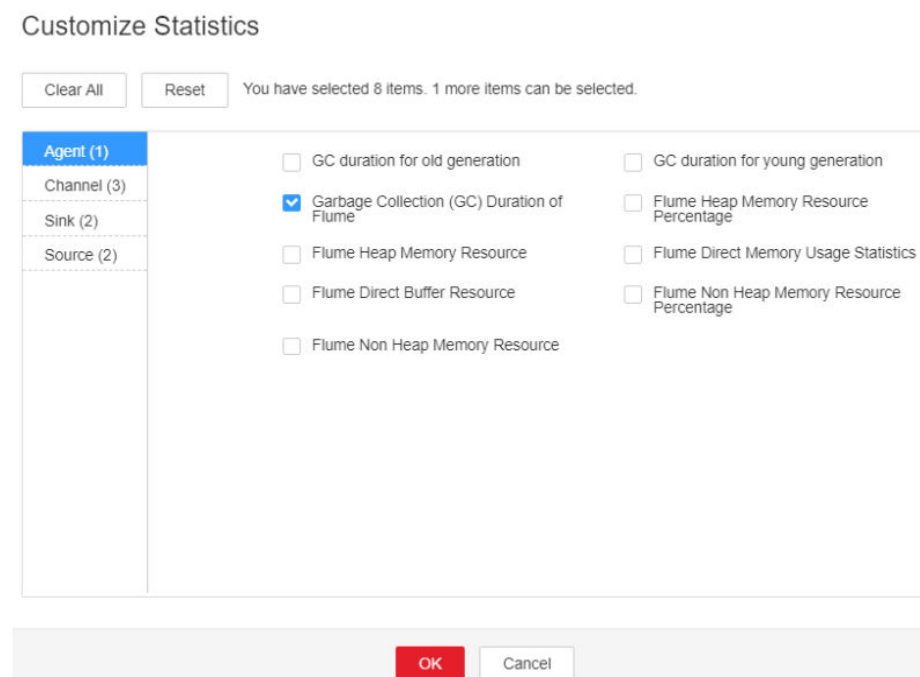 Customize Statistics
Clear All
Reset
You have selected 8 items. 1 more items can be selected.
Agent (1)
Channel (3)
Sink (2)
Source (2)
GC duration for old generation
GC duration for young generation
Garbage Collection (GC) Duration of
Flume
Flume Heap Memory Resource
Percentage
Flume Heap Memory Resource
Flume Direct Memory Usage Statistics
Flume Direct Buffer Resource
Flume Non Heap Memory Resource
Percentage
Flume Non Heap Memory Resource
OK
Cancel